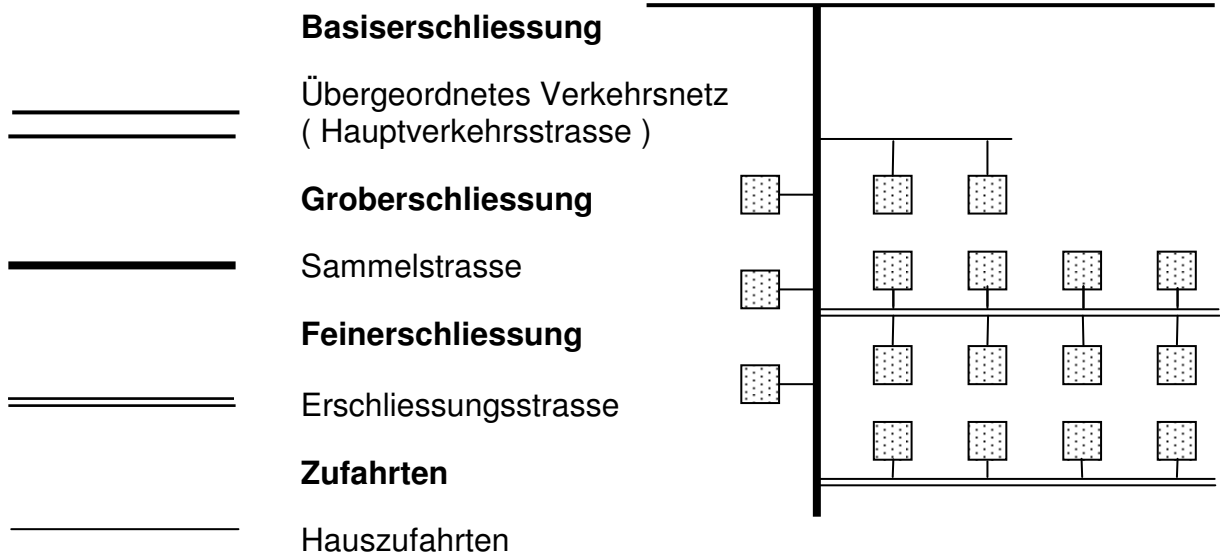 Basiserschliessung
Übergeordnetes Verkehrsnetz
( Hauptverkehrsstrasse )
Groberschliessung
Sammelstrasse
Feinerschliessung
Erschliessungsstrasse
Zufahrten
Hauszufahrten